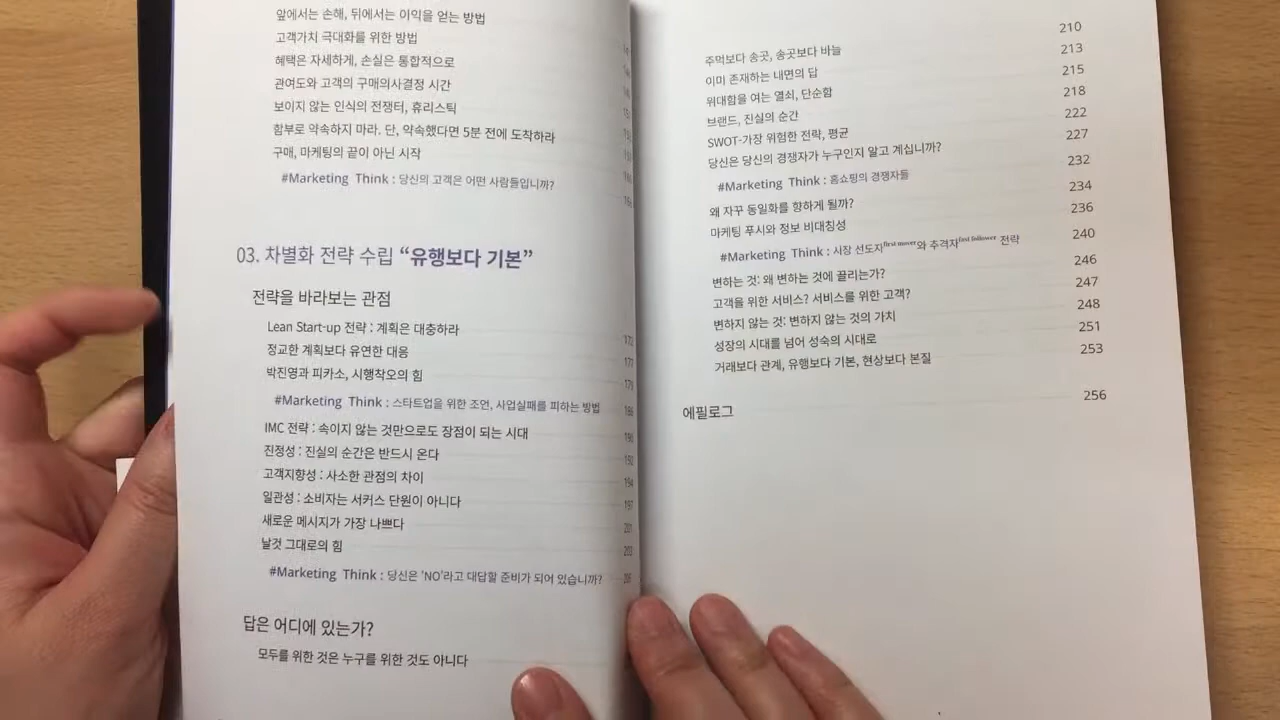 앞에서는 손해, 뒤에서는 이익을 얻는 방법
고객가치 극대화를 위한 방법
혜택은 자세하게, 손실은 통합적으로
관여도와 고객의 구매의사결정 시간
보이지 않는 인식의 전쟁터, 휴리스틱
함부로 약속하지 마라. 단, 약속했다면 5분 전에 도착하라
구매, 마케팅의 끝이 아닌 시작
#Marketing Think : 당신의 고객은 어떤 사람들입니까?
03. 차별화 전략 수립 “유행보다 기본”
전략을 바라보는 관점
Lean Start-up 전략 : 계획은 대충하라 172
정교한 계획보다 유연한 대응 177
박진영과 피카소, 시행착오의 힘 179
#Marketing Think : 스타트업을 위한 조언, 사업실패를 피하는 방법 186
IMC 전략 : 속이지 않는 것만으로도 장점이 되는 시대 190
진정성 : 진실의 순간은 반드시 온다 192
고객지향성 : 사소한 관점의 차이 194
일관성 : 소비자는 서커스 단원이 아니다 197
새로운 메시지가 가장 나쁘다 201
날것 그대로의 힘 203
#Marketing Think : 당신은 ‘NO’라고 대답할 준비가 되어 있습니까? 205
답은 어디에 있는가?
모두를 위한 것은 누구를 위한 것도 아니다
주먹보다 송곳, 송곳보다 바늘 210
이미 존재하는 내면의 답 213
위대함을 여는 열쇠, 단순함 215
브랜드, 진실의 순간 218
SWOT-가장 위험한 전략, 평균 222
당신은 당신의 경쟁자가 누구인지 알고 계십니까? 227
#Marketing Think : 홈쇼핑의 경쟁자들 232
왜 자꾸 동일화를 향하게 될까? 234
마케팅 푸시와 정보 비대칭성 236
#Marketing Think : 시장 선도자first mover와 추격자fast follower 전략 240
변하는 것: 왜 변하는 것에 끌리는가? 246
고객을 위한 서비스? 서비스를 위한 고객? 247
변하지 않는 것: 변하지 않는 것의 가치 248
성장의 시대를 넘어 성숙의 시대로 251
거래보다 관계, 유행보다 기본, 현상보다 본질 253
에필로그 256